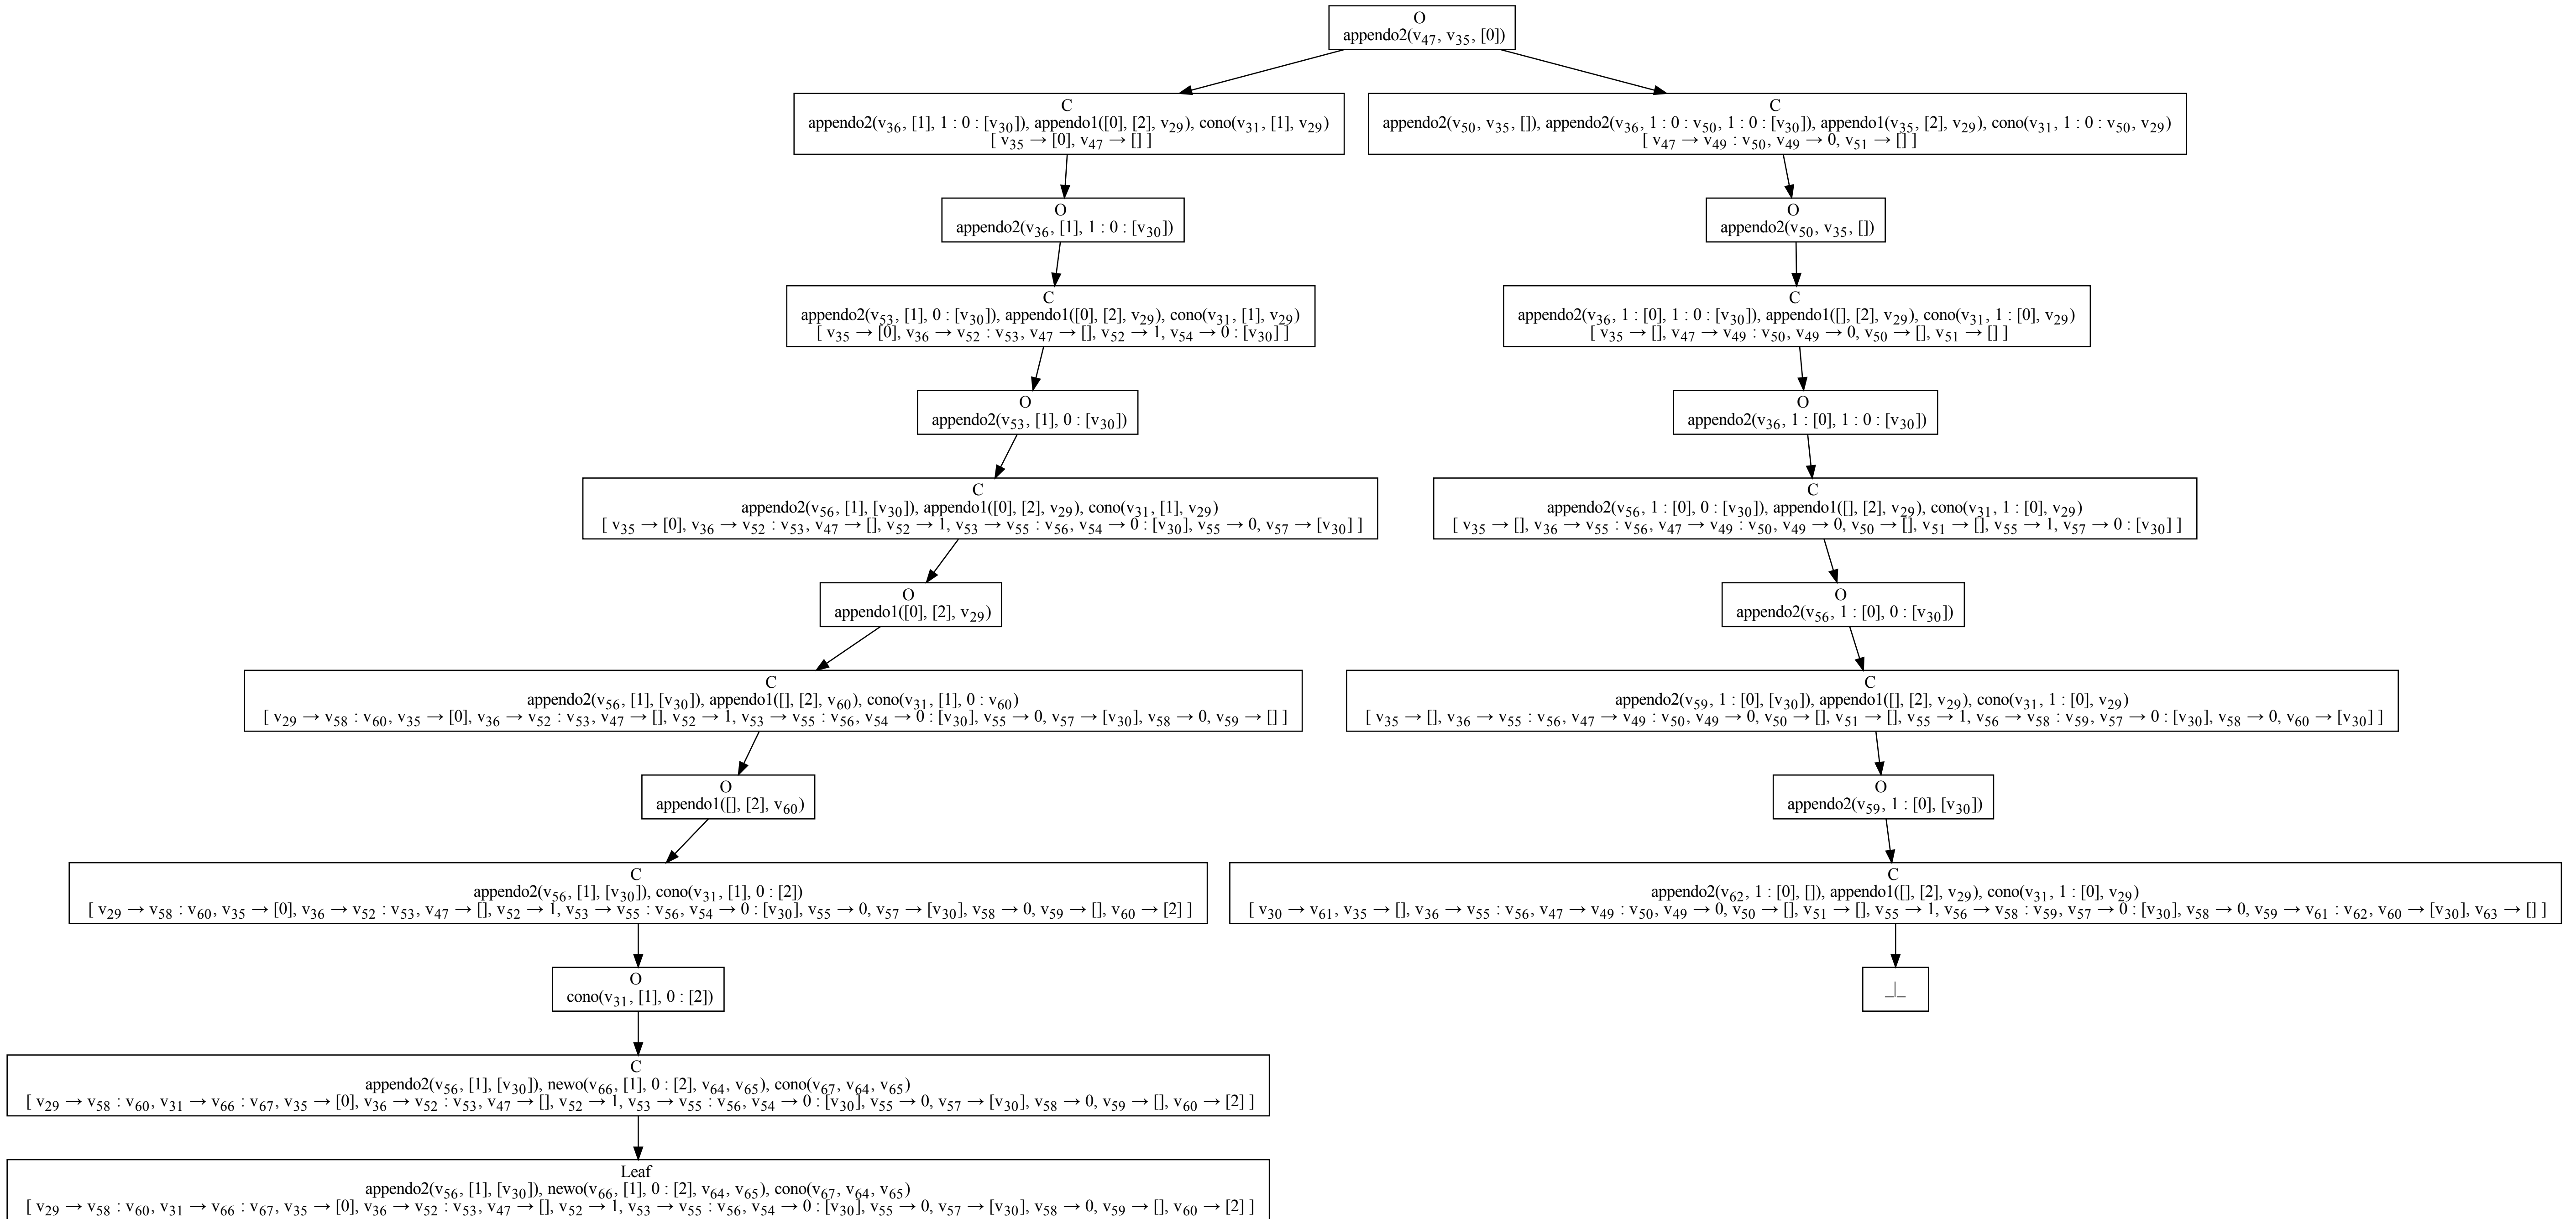 O
appendo2(v47, v35, [0])
C
appendo2(v36, [1], 1 : 0 : [v30]), appendo1([0], [2], v29), cono(v31, [1], v29)
[ v35 → [0], v47 → [] ]
C
appendo2(v50, v35, []), appendo2(v36, 1 : 0 : v50, 1 : 0 : [v30]), appendo1(v35, [2], v29), cono(v31, 1 : 0 : v50, v29)
[ v47 → v49 : v50, v49 → 0, v51 → [] ]
O
appendo2(v36, [1], 1 : 0 : [v30])
O
appendo2(v50, v35, [])
C
appendo2(v53, [1], 0 : [v30]), appendo1([0], [2], v29), cono(v31, [1], v29)
[ v35 → [0], v36 → v52 : v53, v47 → [], v52 → 1, v54 → 0 : [v30] ]
C
appendo2(v36, 1 : [0], 1 : 0 : [v30]), appendo1([], [2], v29), cono(v31, 1 : [0], v29)
[ v35 → [], v47 → v49 : v50, v49 → 0, v50 → [], v51 → [] ]
O
appendo2(v53, [1], 0 : [v30])
O
appendo2(v36, 1 : [0], 1 : 0 : [v30])
C
appendo2(v56, [1], [v30]), appendo1([0], [2], v29), cono(v31, [1], v29)
[ v35 → [0], v36 → v52 : v53, v47 → [], v52 → 1, v53 → v55 : v56, v54 → 0 : [v30], v55 → 0, v57 → [v30] ]
C
appendo2(v56, 1 : [0], 0 : [v30]), appendo1([], [2], v29), cono(v31, 1 : [0], v29)
[ v35 → [], v36 → v55 : v56, v47 → v49 : v50, v49 → 0, v50 → [], v51 → [], v55 → 1, v57 → 0 : [v30] ]
O
appendo1([0], [2], v29)
O
appendo2(v56, 1 : [0], 0 : [v30])
C
appendo2(v56, [1], [v30]), appendo1([], [2], v60), cono(v31, [1], 0 : v60)
[ v29 → v58 : v60, v35 → [0], v36 → v52 : v53, v47 → [], v52 → 1, v53 → v55 : v56, v54 → 0 : [v30], v55 → 0, v57 → [v30], v58 → 0, v59 → [] ]
C
appendo2(v59, 1 : [0], [v30]), appendo1([], [2], v29), cono(v31, 1 : [0], v29)
[ v35 → [], v36 → v55 : v56, v47 → v49 : v50, v49 → 0, v50 → [], v51 → [], v55 → 1, v56 → v58 : v59, v57 → 0 : [v30], v58 → 0, v60 → [v30] ]
O
appendo1([], [2], v60)
O
appendo2(v59, 1 : [0], [v30])
C
appendo2(v56, [1], [v30]), cono(v31, [1], 0 : [2])
[ v29 → v58 : v60, v35 → [0], v36 → v52 : v53, v47 → [], v52 → 1, v53 → v55 : v56, v54 → 0 : [v30], v55 → 0, v57 → [v30], v58 → 0, v59 → [], v60 → [2] ]
C
appendo2(v62, 1 : [0], []), appendo1([], [2], v29), cono(v31, 1 : [0], v29)
[ v30 → v61, v35 → [], v36 → v55 : v56, v47 → v49 : v50, v49 → 0, v50 → [], v51 → [], v55 → 1, v56 → v58 : v59, v57 → 0 : [v30], v58 → 0, v59 → v61 : v62, v60 → [v30], v63 → [] ]
O
cono(v31, [1], 0 : [2])
_|_
C
appendo2(v56, [1], [v30]), newo(v66, [1], 0 : [2], v64, v65), cono(v67, v64, v65)
[ v29 → v58 : v60, v31 → v66 : v67, v35 → [0], v36 → v52 : v53, v47 → [], v52 → 1, v53 → v55 : v56, v54 → 0 : [v30], v55 → 0, v57 → [v30], v58 → 0, v59 → [], v60 → [2] ]
Leaf
appendo2(v56, [1], [v30]), newo(v66, [1], 0 : [2], v64, v65), cono(v67, v64, v65)
[ v29 → v58 : v60, v31 → v66 : v67, v35 → [0], v36 → v52 : v53, v47 → [], v52 → 1, v53 → v55 : v56, v54 → 0 : [v30], v55 → 0, v57 → [v30], v58 → 0, v59 → [], v60 → [2] ]